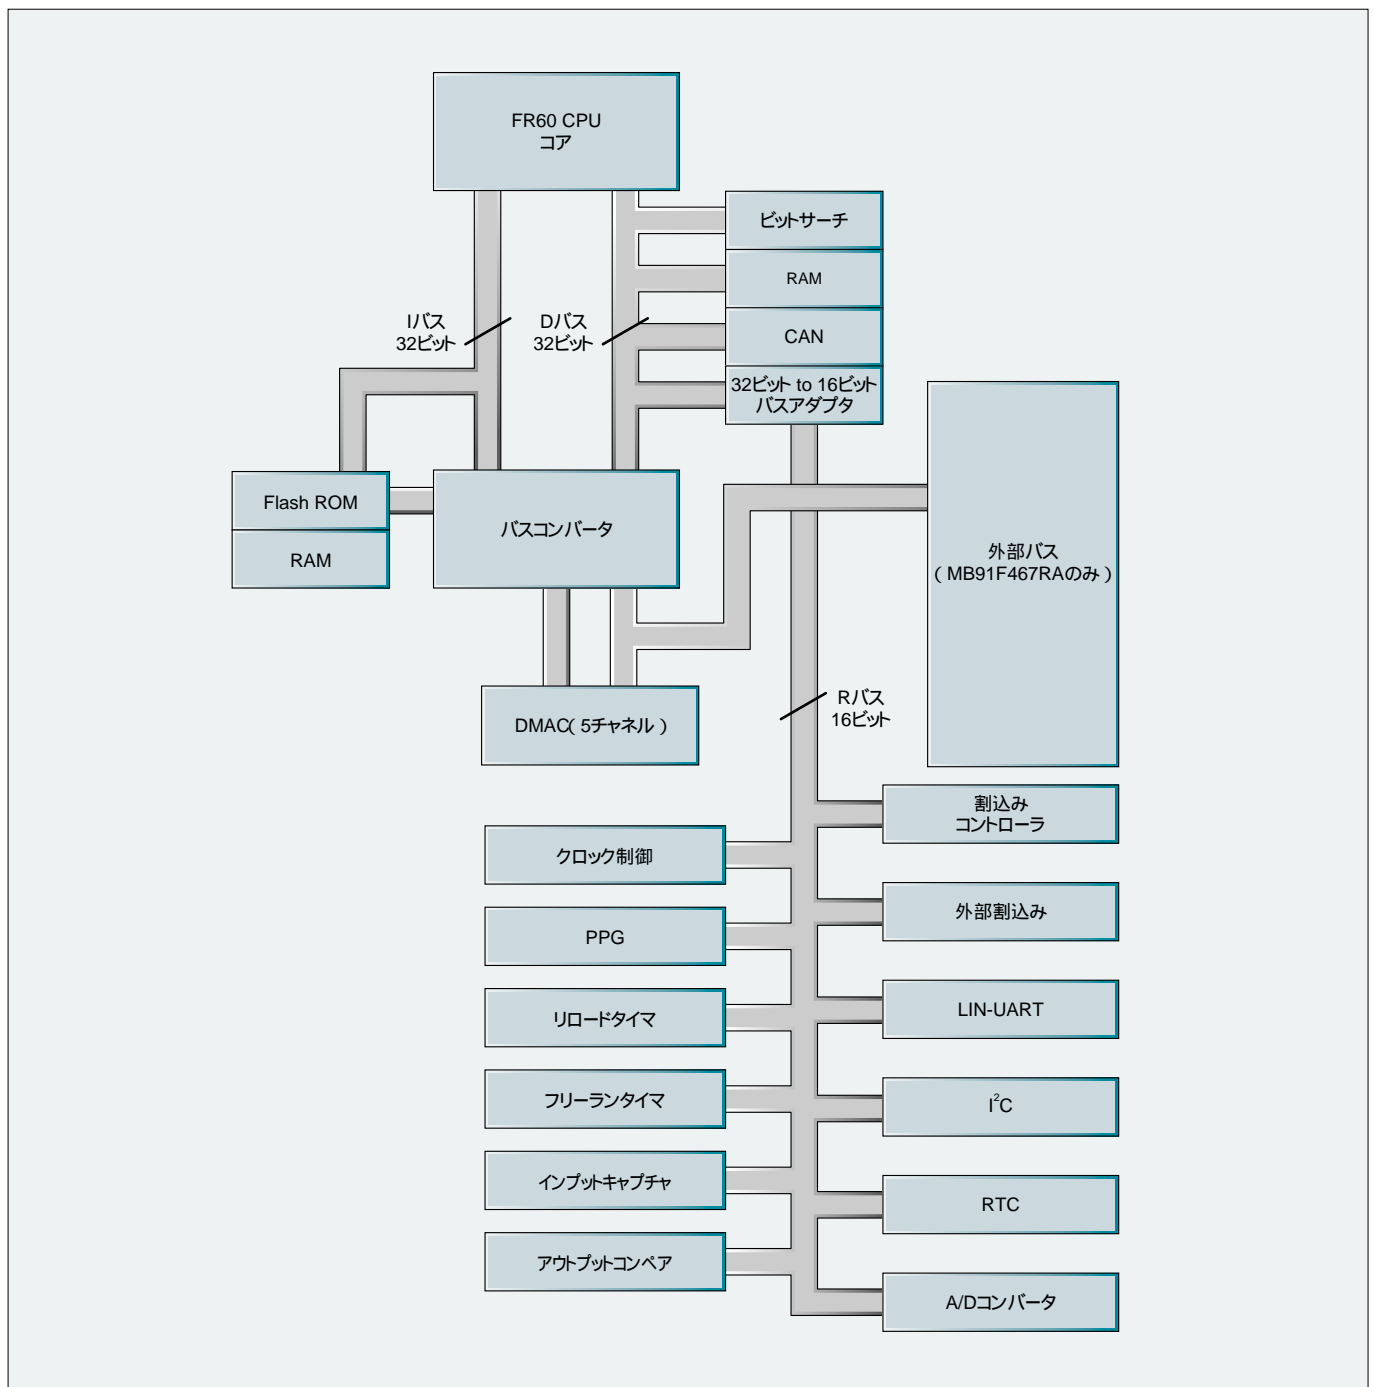 FR60 CPU
コア
ビットサーチ
RAM
CAN
32ビット to 16ビット
バスアダプタ
Iバス
32ビット
Dバス
32ビット
Flash ROM
RAM
バスコンバータ
外部バス
( MB91F467RAのみ )
DMAC( 5チャネル )
Rバス
16ビット
割込み
コントローラ
クロック制御
外部割込み
PPG
LIN-UART
リロードタイマ
フリーランタイマ
I²C
インプットキャプチャ
RTC
アウトプットコンペア
A/Dコンバータ